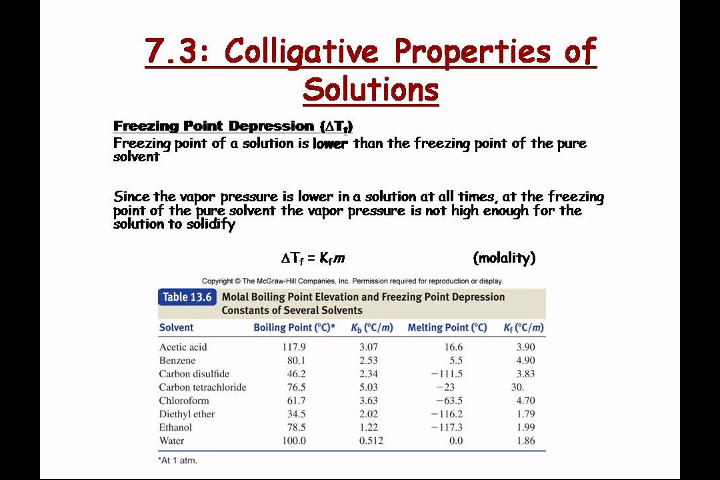 7.3: Colligative Properties of
Solutions
Freezing Point Depression (ΔTf)
Freezing point of a solution is lower than the freezing point of the pure
solvent
Since the vapor pressure is lower in a solution at all times, at the freezing
point of the pure solvent the vapor pressure is not high enough for the
solution to solidify
ΔTf = Kfm (molality)
Copyright © The McGraw-Hill Companies, Inc. Permission required for reproduction or display.
Table 13.6 Molal Boiling Point Elevation and Freezing Point Depression
Constants of Several Solvents
Solvent Boiling Point (°C)* Kb (°C/m) Melting Point (°C) Kf (°C/m)
Acetic acid 117.9 3.07 16.6 3.90
Benzene 80.1 2.53 5.5 4.90
Carbon disulfide 46.2 2.34 −111.5 3.83
Carbon tetrachloride 76.5 5.03 −23 30.
Chloroform 61.7 3.63 −63.5 4.70
Diethyl ether 34.5 2.02 −116.2 1.79
Ethanol 78.5 1.22 −117.3 1.99
Water 100.0 0.512 0.0 1.86
*At 1 atm.